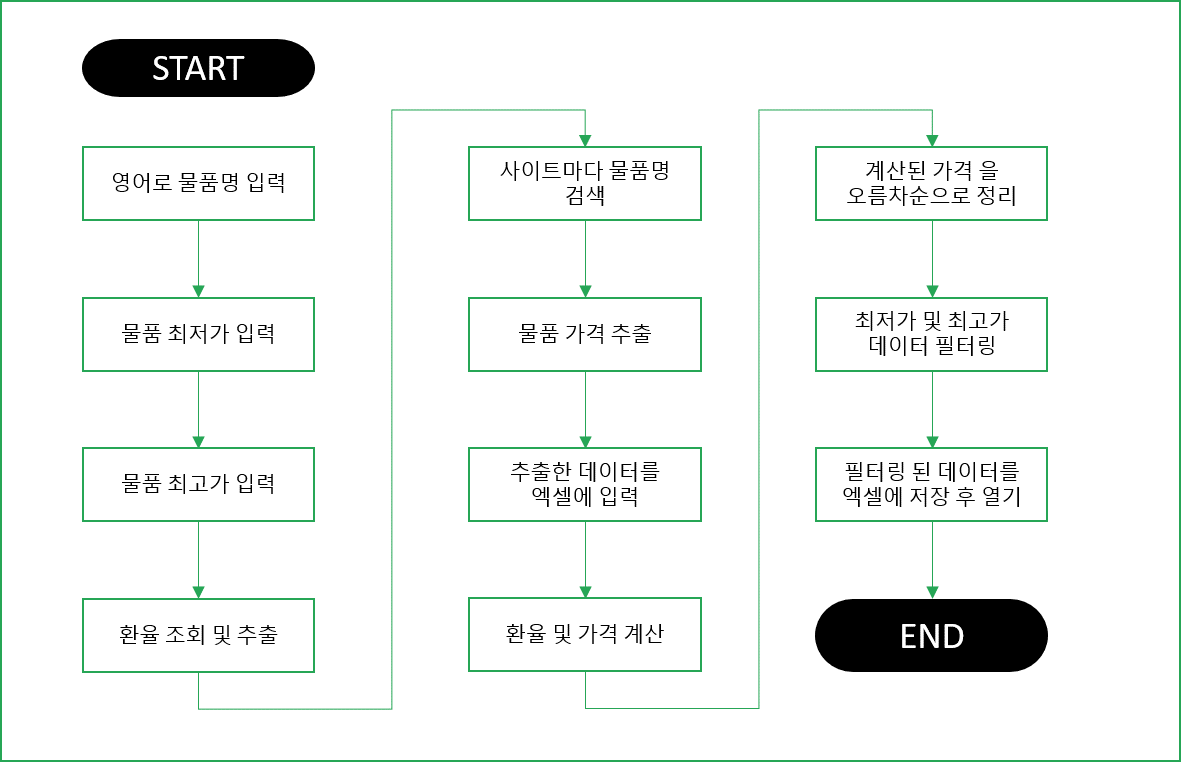 START
영어로 물품명 입력
물품 최저가 입력
물품 최고가 입력
환율 조회 및 추출
사이트마다 물품명
검색
물품 가격 추출
추출한 데이터를
엑셀에 입력
환율 및 가격 계산
계산된 가격 을
오름차순으로 정리
최저가 및 최고가
데이터 필터링
필터링 된 데이터를
엑셀에 저장 후 열기
END